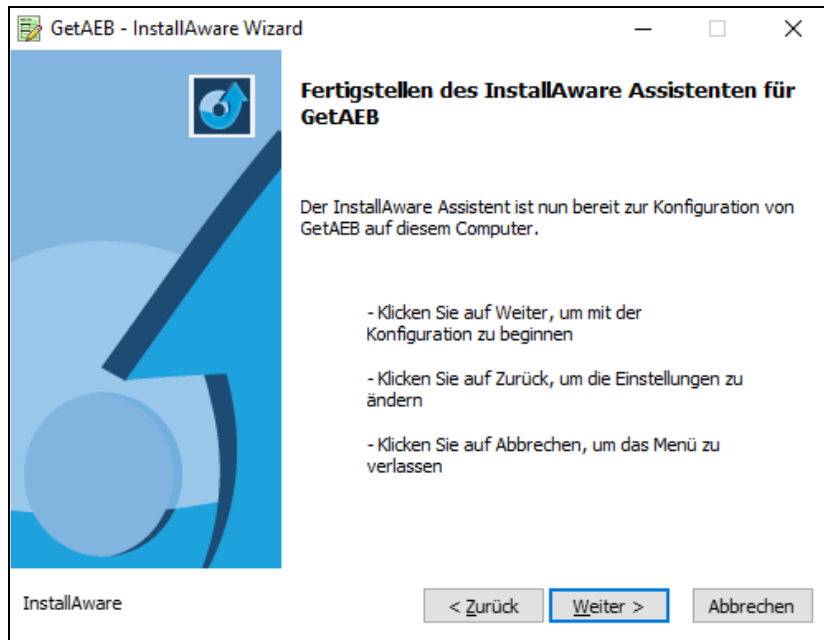 GetAEB - InstallAware Wizard
Fertigstellen des InstallAware Assistenten für
GetAEB
Der InstallAware Assistent ist nun bereit zur Konfiguration von
GetAEB auf diesem Computer.
- Klicken Sie auf Weiter, um mit der
Konfiguration zu beginnen
- Klicken Sie auf Zurück, um die Einstellungen zu
ändern
- Klicken Sie auf Abbrechen, um das Menü zu
verlassen
InstallAware
< Zurück
Weiter >
Abbrechen